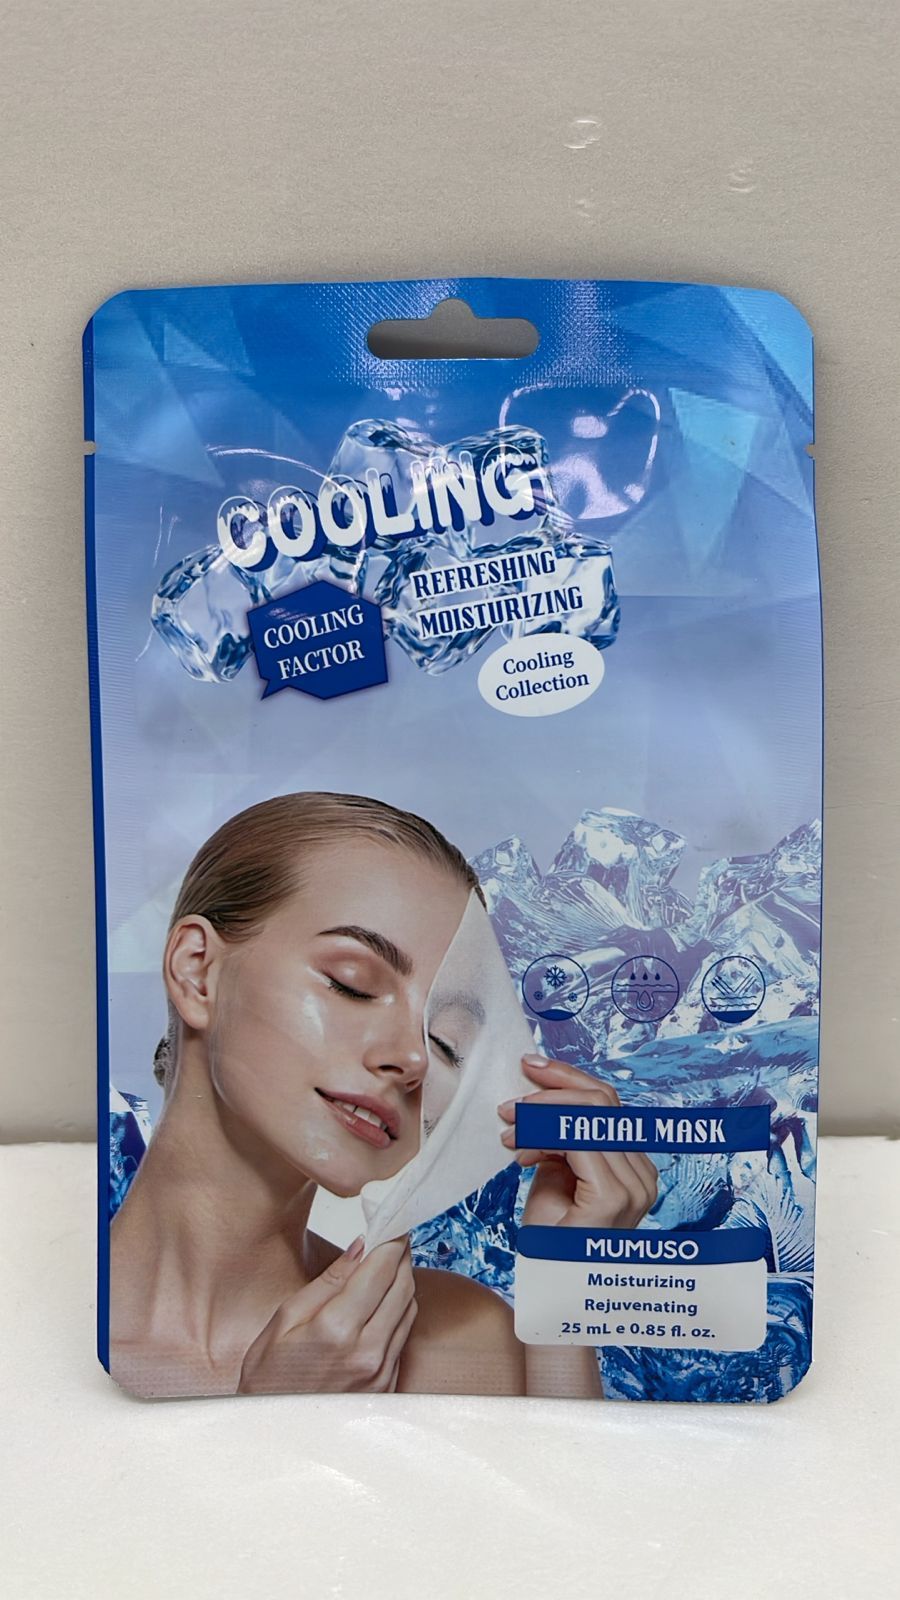 COOLING
REFRESHING
MOISTURIZING
COOLING
FACTOR
Cooling
Collection
FACIAL MASK
MUMUSO
Moisturizing
Rejuvenating
25 mL e 0.85 fl. oz.